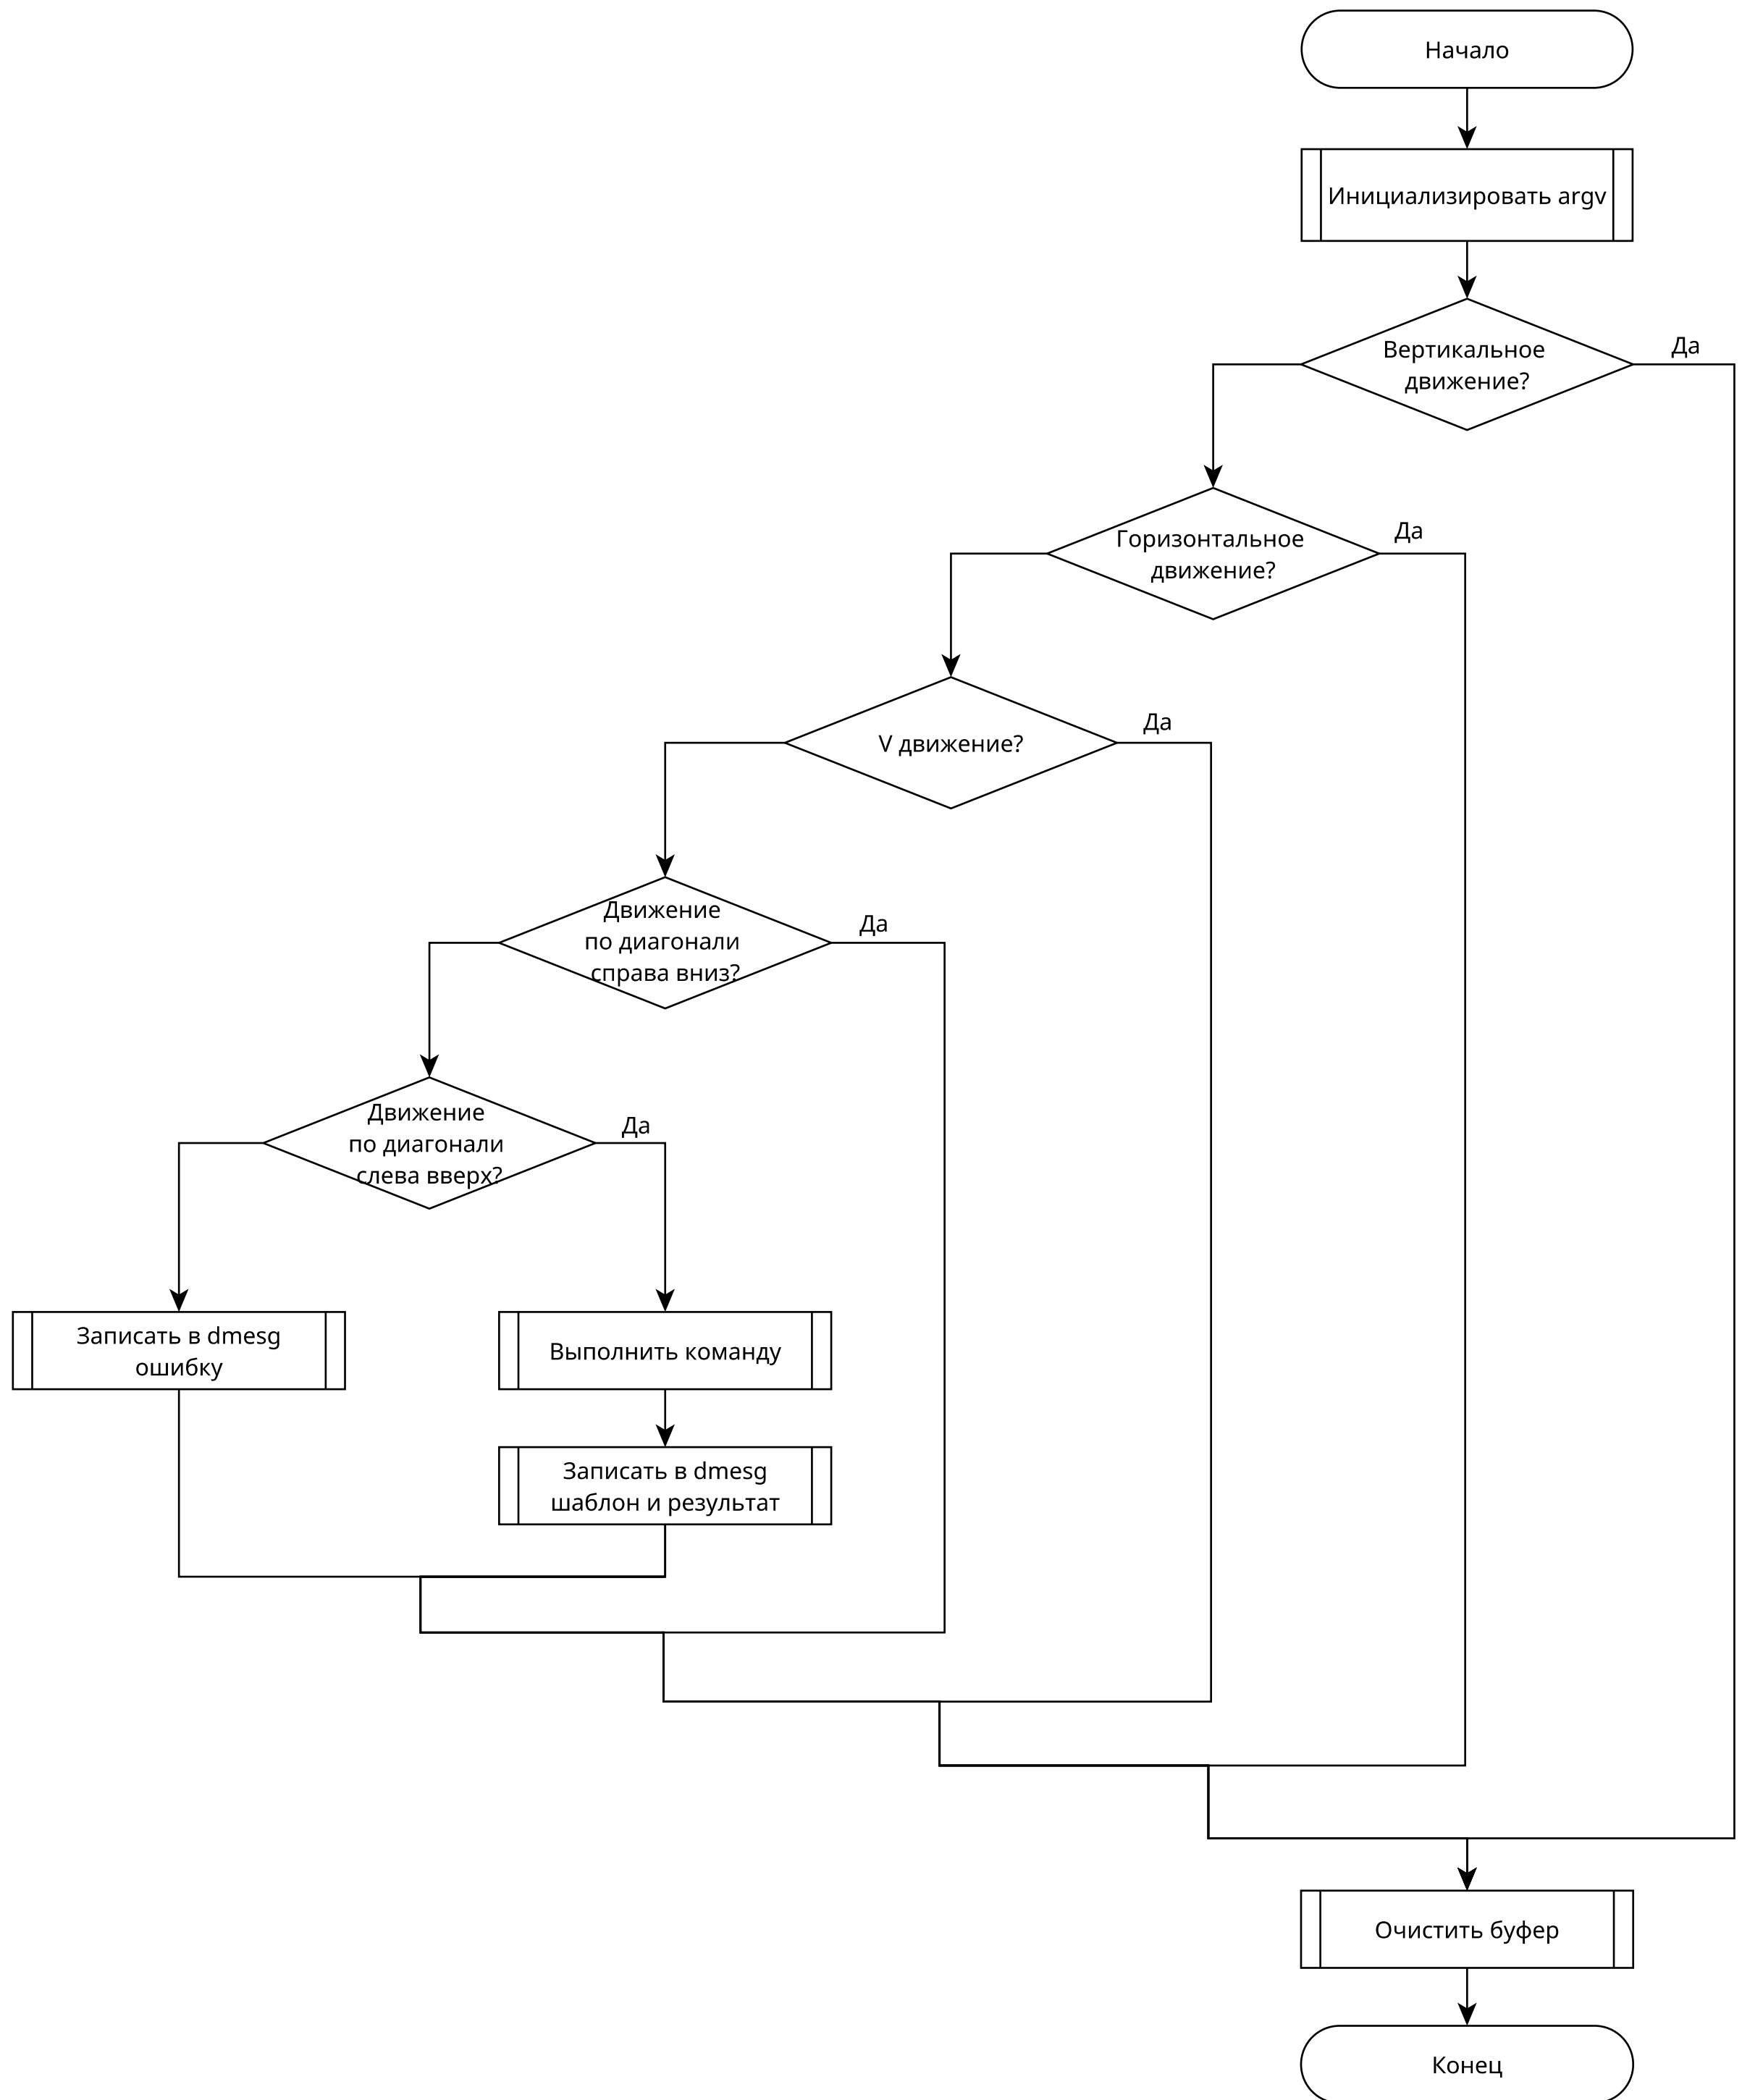 Начало
Инициализировать argv
Вертикальное
движение?
Да
Горизонтальное
движение?
Да
V движение?
Да
Движение
по диагонали
справа вниз?
Да
Движение
по диагонали
слева вверх?
Да
Записать в dmesg
ошибку
Выполнить команду
Записать в dmesg
шаблон и результат
Очистить буфер
Конец